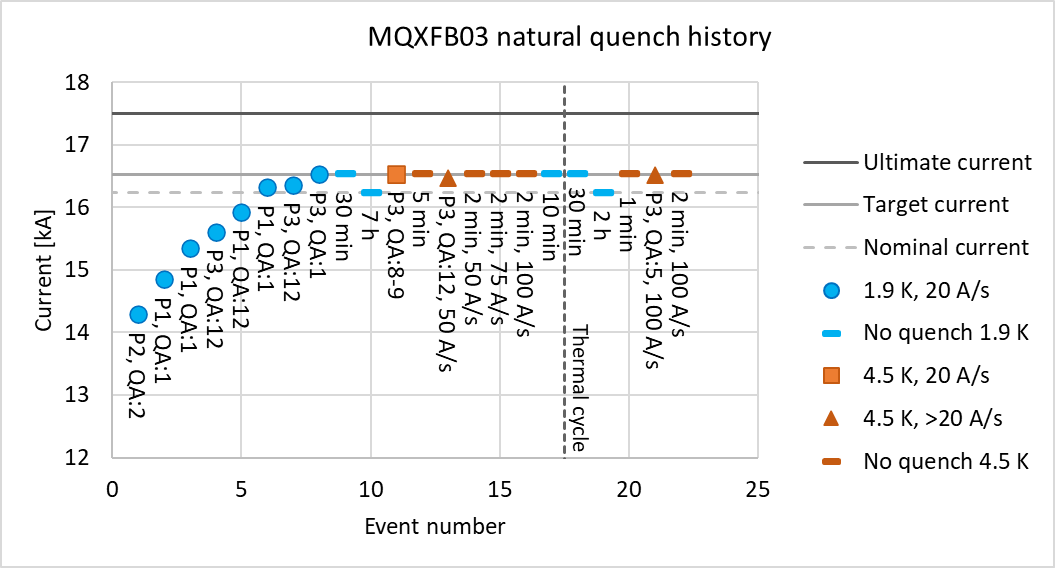 MQXFB03 natural quench history
18
17
16
15
14
13
12
Current [kA]
0
5
10
15
20
25
Event number
P2, QA:2
P1, QA:1
P1, QA:1
P3, QA:12
P1, QA:12
P1, QA:1
P3, QA:12
P3, QA:1
30 min
7 h
P3, QA:8-9
5 min
P3, QA:12, 50 A/s
2 min, 50 A/s
2 min, 75 A/s
2 min, 100 A/s
10 min
Thermal cycle
30 min
2 h
1 min
P3, QA:5, 100 A/s
2 min, 100 A/s
Ultimate current
Target current
Nominal current
1.9 K, 20 A/s
No quench 1.9 K
4.5 K, 20 A/s
4.5 K, >20 A/s
No quench 4.5 K